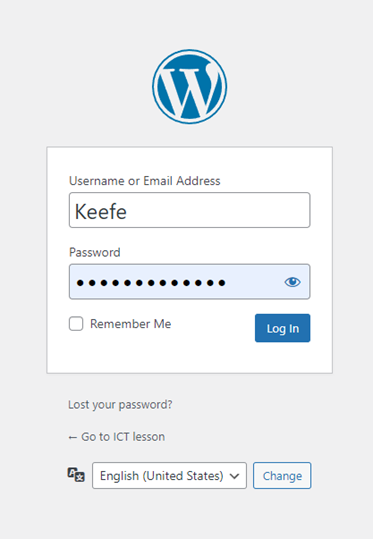 Username or Email Address
Keefe
Password
•••••••••••••
Remember Me
Log In
Lost your password?
← Go to ICT lesson
English (United States)
Change